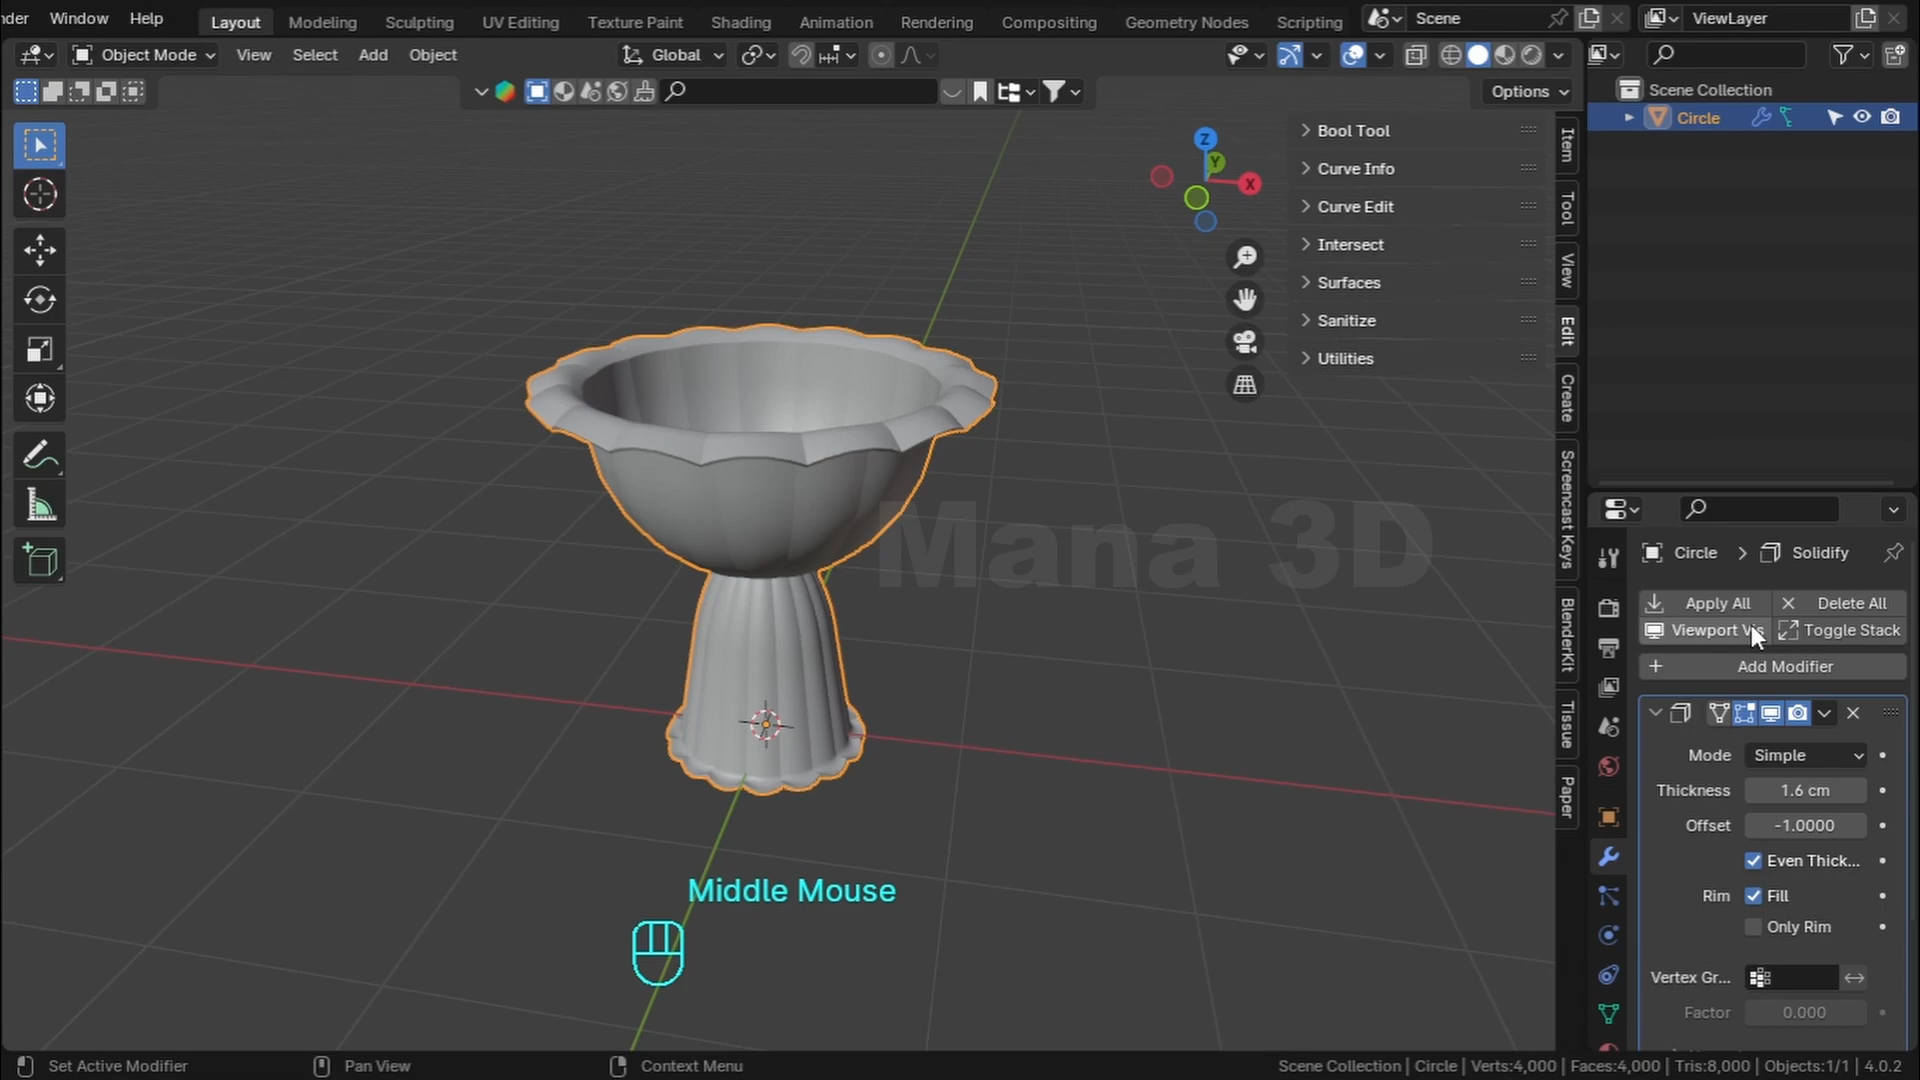 nder Window Help Layout Modeling Sculpting UV Editing Texture Paint Shading Animation Rendering Compositing Geometry Nodes Scripting Scene ViewLayer
Object Mode View Select Add Object Global
Options
Scene Collection
Circle
Bool Tool
Curve Info
Curve Edit
Intersect
Surfaces
Sanitize
Utilities
Z
Y
X
Item
Tool
View
Edit
Create
Screencast Keys
BlenderKit
Tissue
Paper
Mana 3D
Middle Mouse
Circle > Solidify
Apply All Delete All
Viewport Vis Toggle Stack
Add Modifier
Mode Simple
Thickness 1.6 cm
Offset -1.0000
Even Thick...
Rim Fill
Only Rim
Vertex Gr...
Factor 0.000
Set Active Modifier Pan View Context Menu Scene Collection | Circle | Verts:4,000 | Faces:4,000 | Tris:8,000 | Objects:1/1 | 4.0.2